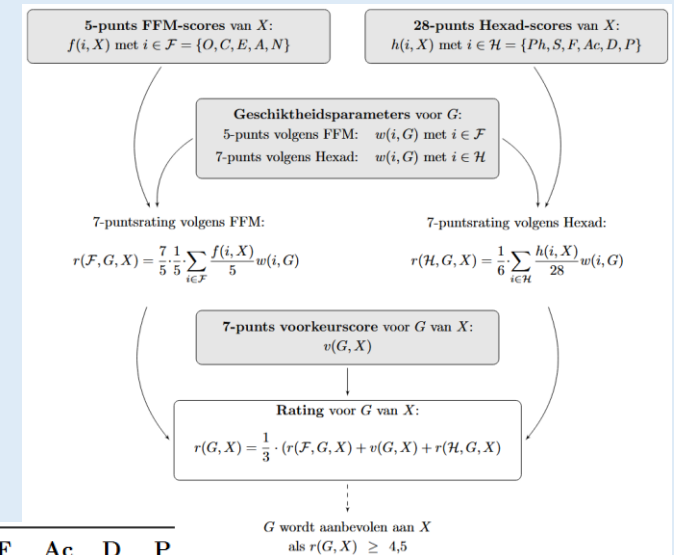 5-punts FFM-scores van X:
f(i, X) met i ∈ 𝓕 = {O, C, E, A, N}
28-punts Hexad-scores van X:
h(i, X) met i ∈ 𝓗 = {Ph, S, F, Ac, D, P}
Geschiktheidsparameters voor G:
5-punts volgens FFM: w(i, G) met i ∈ 𝓕
7-punts volgens Hexad: w(i, G) met i ∈ 𝓗
7-puntsrating volgens FFM:
r(𝓕, G, X) = 7/5 · 1/5 · ∑_{i∈𝓕} f(i, X)/5 w(i, G)
7-puntsrating volgens Hexad:
r(𝓗, G, X) = 1/6 · ∑_{i∈𝓗} h(i, X)/28 w(i, G)
7-punts voorkeurscore voor G van X:
v(G, X)
Rating voor G van X:
r(G, X) = 1/3 · (r(𝓕, G, X) + v(G, X) + r(𝓗, G, X)
G wordt aanbevolen aan X
als r(G, X) ≥ 4,5
Ac D P